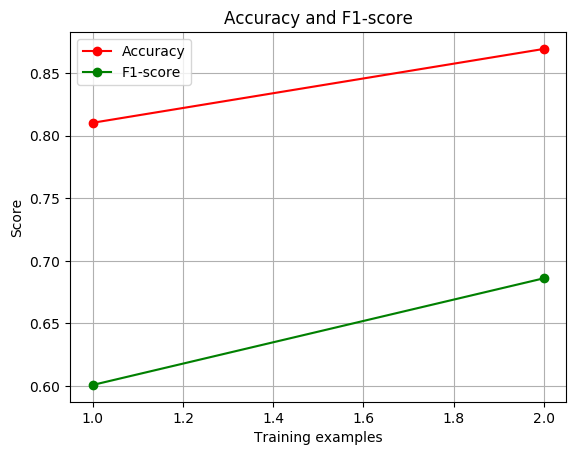 Accuracy and F1-score
Accuracy
F1-score
0.85
0.80
0.75
0.70
0.65
0.60
Score
1.0 1.2 1.4 1.6 1.8 2.0
Training examples